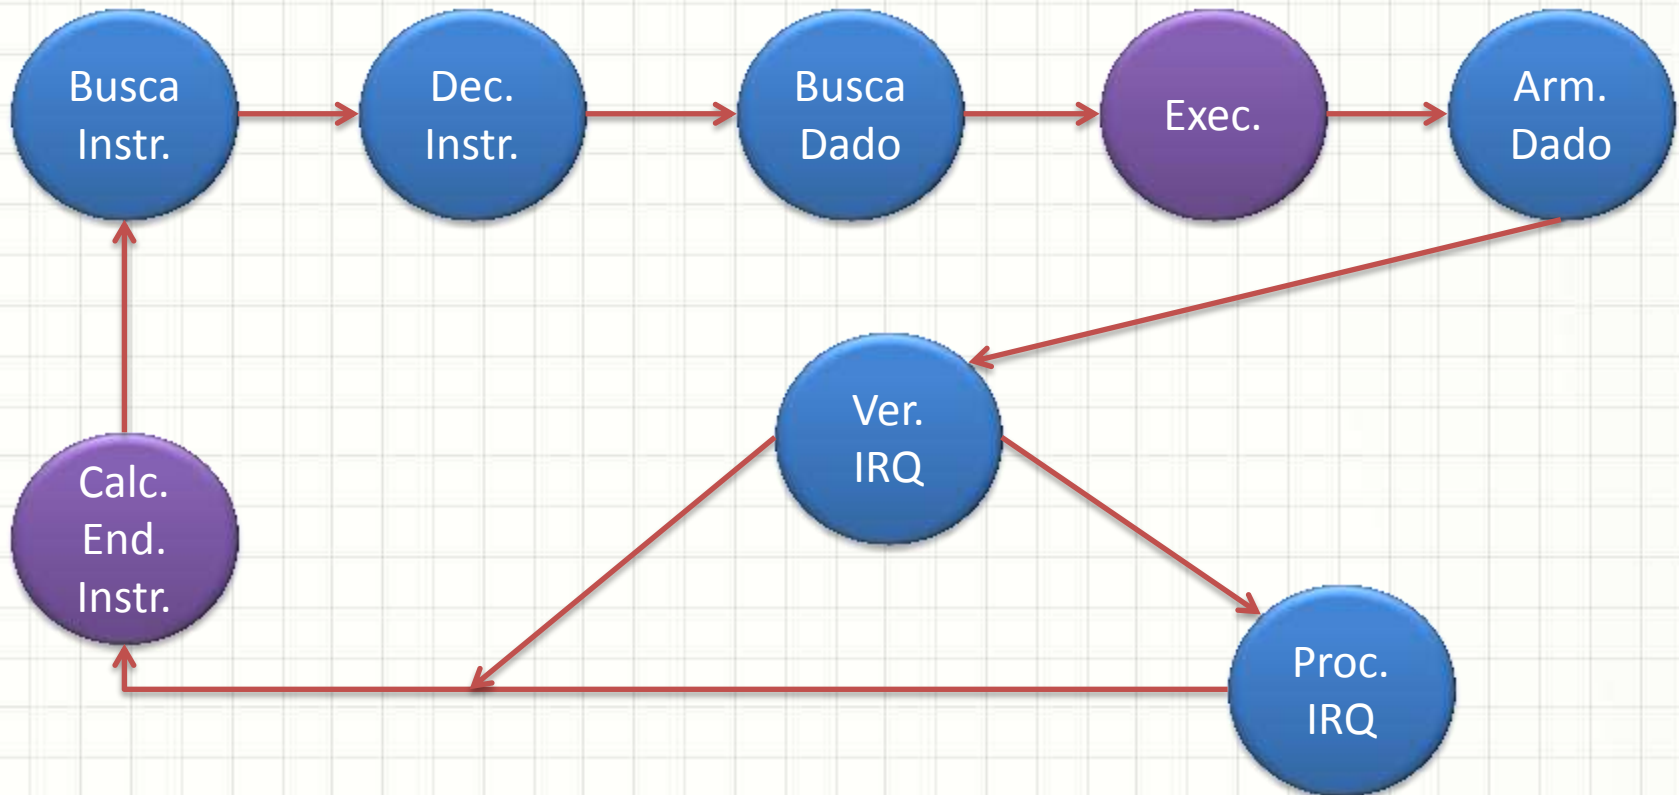 Busca
Instr.
Dec.
Instr.
Busca
Dado
Exec.
Arm.
Dado
Ver.
IRQ
Calc.
End.
Instr.
Proc.
IRQ